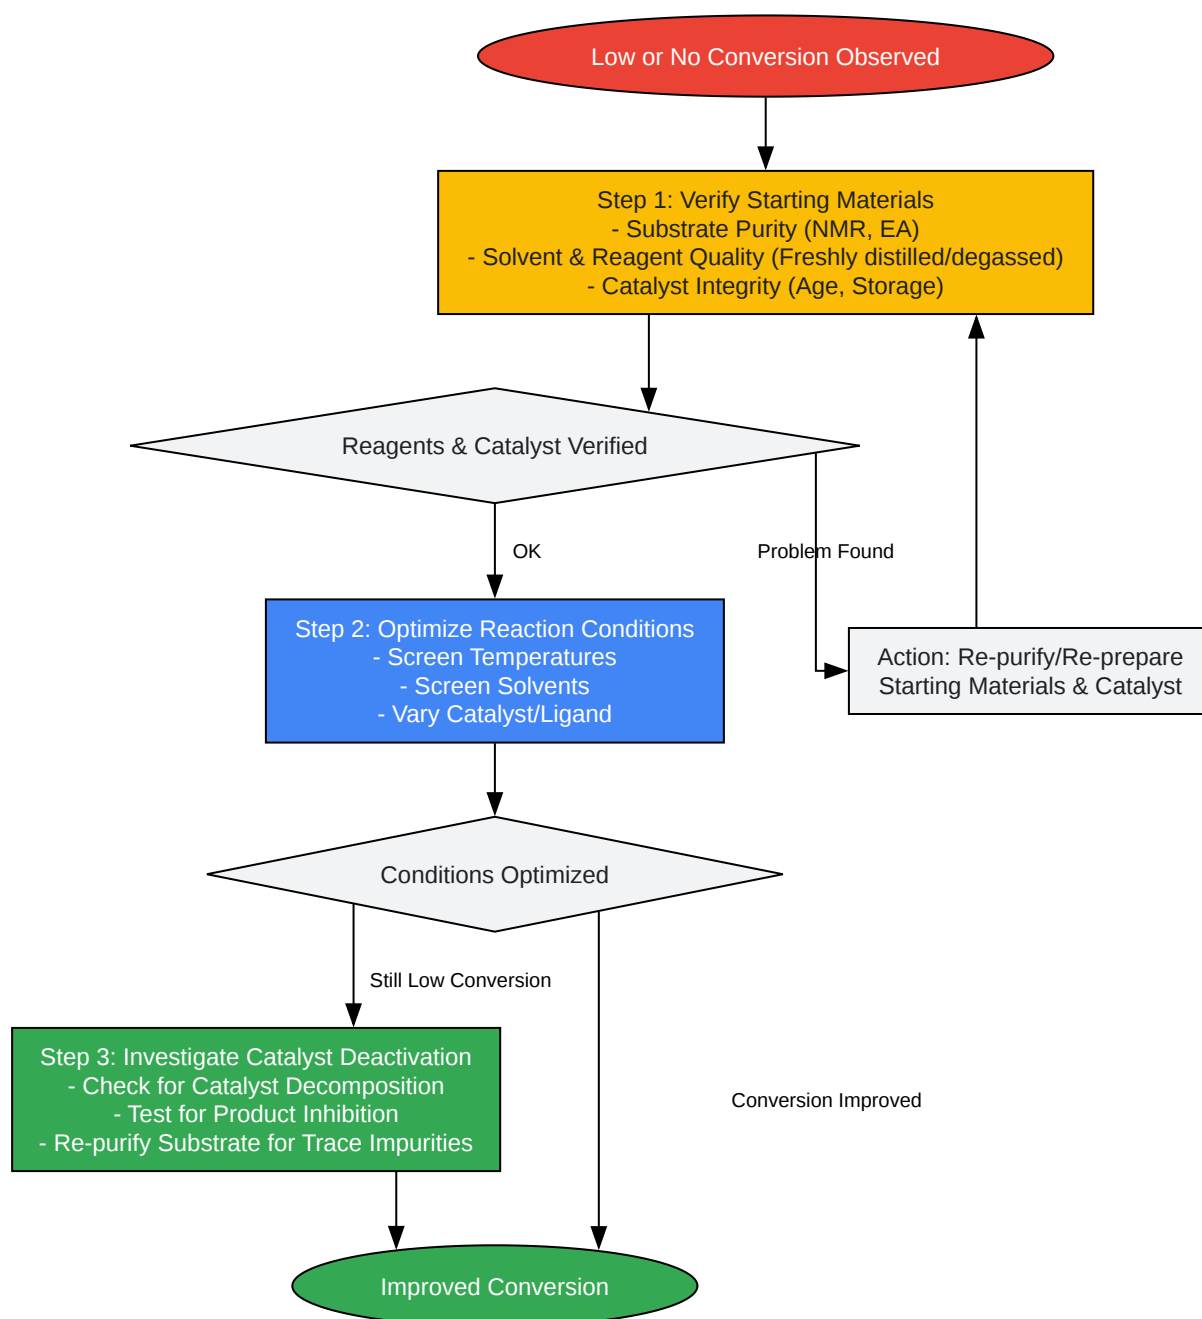 Low or No Conversion Observed
Step 1: Verify Starting Materials
- Substrate Purity (NMR, EA)
- Solvent & Reagent Quality (Freshly distilled/degassed)
- Catalyst Integrity (Age, Storage)
Reagents & Catalyst Verified
OK
Problem Found
Step 2: Optimize Reaction Conditions
- Screen Temperatures
- Screen Solvents
- Vary Catalyst/Ligand
Action: Re-purify/Re-prepare
Starting Materials & Catalyst
Conditions Optimized
Still Low Conversion
Step 3: Investigate Catalyst Deactivation
- Check for Catalyst Decomposition
- Test for Product Inhibition
- Re-purify Substrate for Trace Impurities
Conversion Improved
Improved Conversion